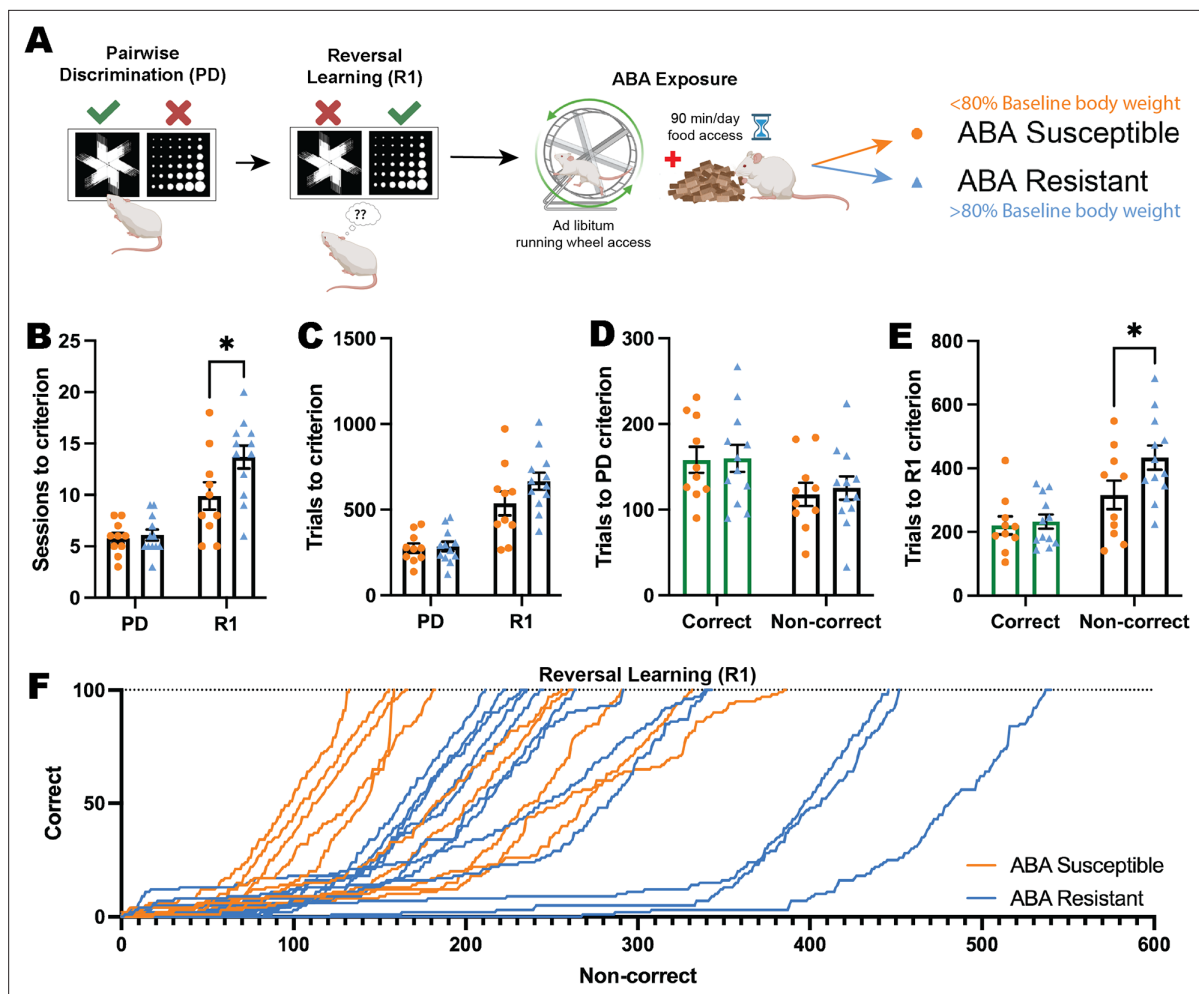 A
Pairwise
Discrimination (PD)
Reversal
Learning (R1)
??
ABA Exposure
Ad libitum
running wheel access
90 min/day
food access
<80% Baseline body weight
ABA Susceptible
ABA Resistant
>80% Baseline body weight
B
Sessions to criterion
25
20
15
10
5
0
*
PD
R1
C
Trials to criterion
1500
1000
500
0
PD
R1
D
Trials to PD criterion
300
200
100
0
Correct
Non-correct
E
Trials to R1 criterion
800
600
400
200
0
*
Correct
Non-correct
F
Reversal Learning (R1)
Correct
100
50
0
ABA Susceptible
ABA Resistant
0
100
200
300
400
500
600
Non-correct